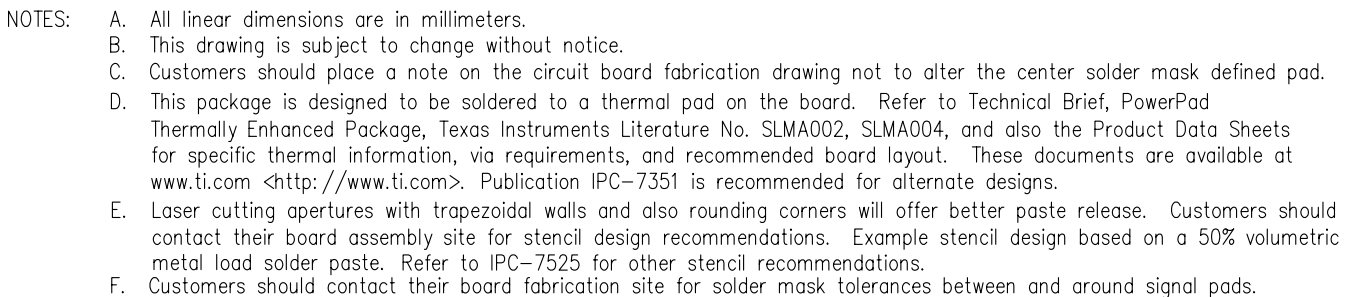 NOTES: A. All linear dimensions are in millimeters.
B. This drawing is subject to change without notice.
C. Customers should place a note on the circuit board fabrication drawing not to alter the center solder mask defined pad.
D. This package is designed to be soldered to a thermal pad on the board. Refer to Technical Brief, PowerPad
Thermally Enhanced Package, Texas Instruments Literature No. SLMA002, SLMA004, and also the Product Data Sheets
for specific thermal information, via requirements, and recommended board layout. These documents are available at
www.ti.com <http://www.ti.com>. Publication IPC-7351 is recommended for alternate designs.
E. Laser cutting apertures with trapezoidal walls and also rounding corners will offer better paste release. Customers should
contact their board assembly site for stencil design recommendations. Example stencil design based on a 50% volumetric
metal load solder paste. Refer to IPC-7525 for other stencil recommendations.
F. Customers should contact their board fabrication site for solder mask tolerances between and around signal pads.